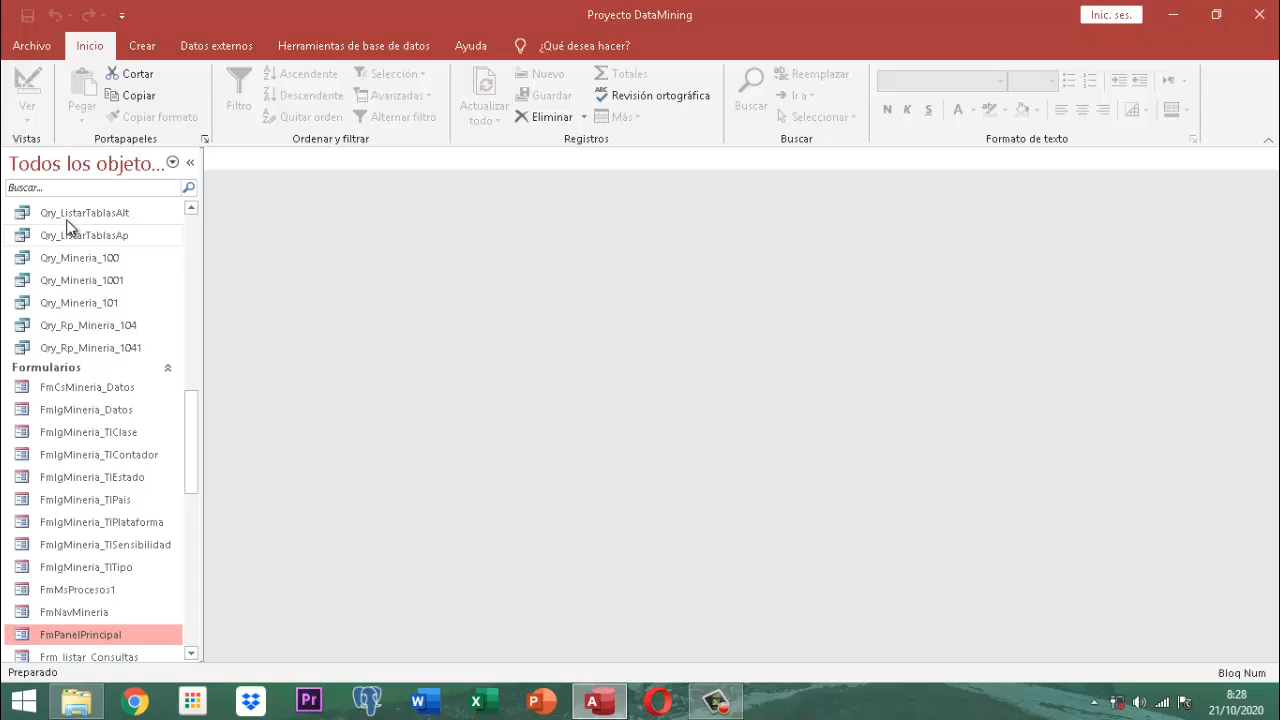 Proyecto DataMining
Inic. ses.
Archivo
Inicio
Crear
Datos externos
Herramientas de base de datos
Ayuda
¿Qué desea hacer?
Ver
Pegar
Cortar
Copiar
Copiar formato
Filtro
Ascendente
Descendente
Quitar orden
Selección
Avanzadas
Alternar filtro
Actualizar
todo
Nuevo
Guardar
Eliminar
Totales
ABC
Revisión ortográfica
Más
Buscar
Reemplazar
Ir a
Seleccionar
N K S
A
ab
Vistas
Portapapeles
Ordenar y filtrar
Registros
Buscar
Formato de texto
Todos los objeto...
Buscar...
Qry_ListarTablasAlt
Qry_ListarTablasAp
Qry_Mineria_100
Qry_Mineria_1001
Qry_Mineria_101
Qry_Rp_Mineria_104
Qry_Rp_Mineria_1041
Formularios
FmCsMineria_Datos
FmIgMineria_Datos
FmIgMineria_TlClase
FmIgMineria_TlContador
FmIgMineria_TlEstado
FmIgMineria_TlPais
FmIgMineria_TlPlataforma
FmIgMineria_TlSensibilidad
FmIgMineria_TlTipo
FmMsProcesos1
FmNavMineria
FmPanelPrincipal
Frm_listar_Consultas
Preparado
Bloq Num
Pr
W
X
P
A
8:28
21/10/2020